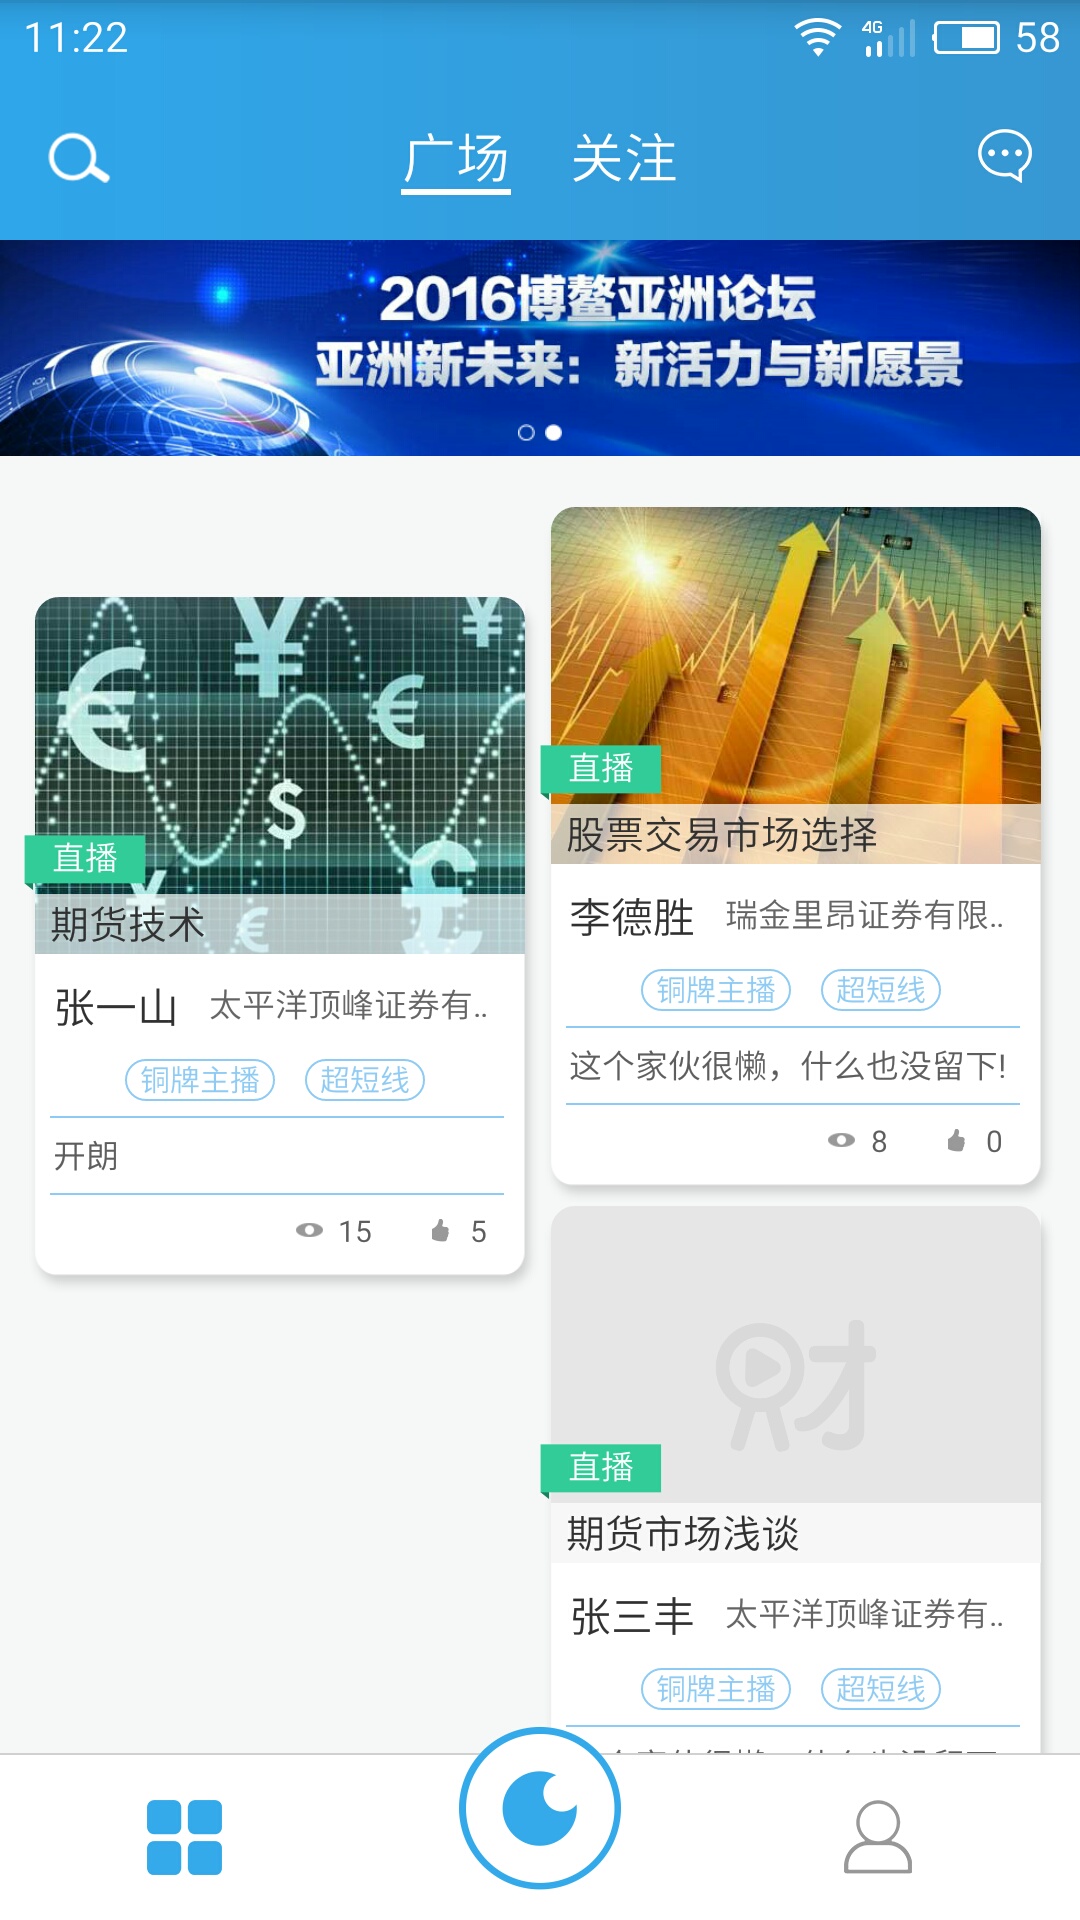 11:22
4G
58
广场
关注
2016博鳌亚洲论坛
亚洲新未来：新活力与新愿景
直播
期货技术
张一山
太平洋顶峰证券有..
铜牌主播
超短线
开朗
15
5
直播
股票交易市场选择
李德胜
瑞金里昂证券有限..
铜牌主播
超短线
这个家伙很懒，什么也没留下!
8
0
财
直播
期货市场浅谈
张三丰
太平洋顶峰证券有..
铜牌主播
超短线